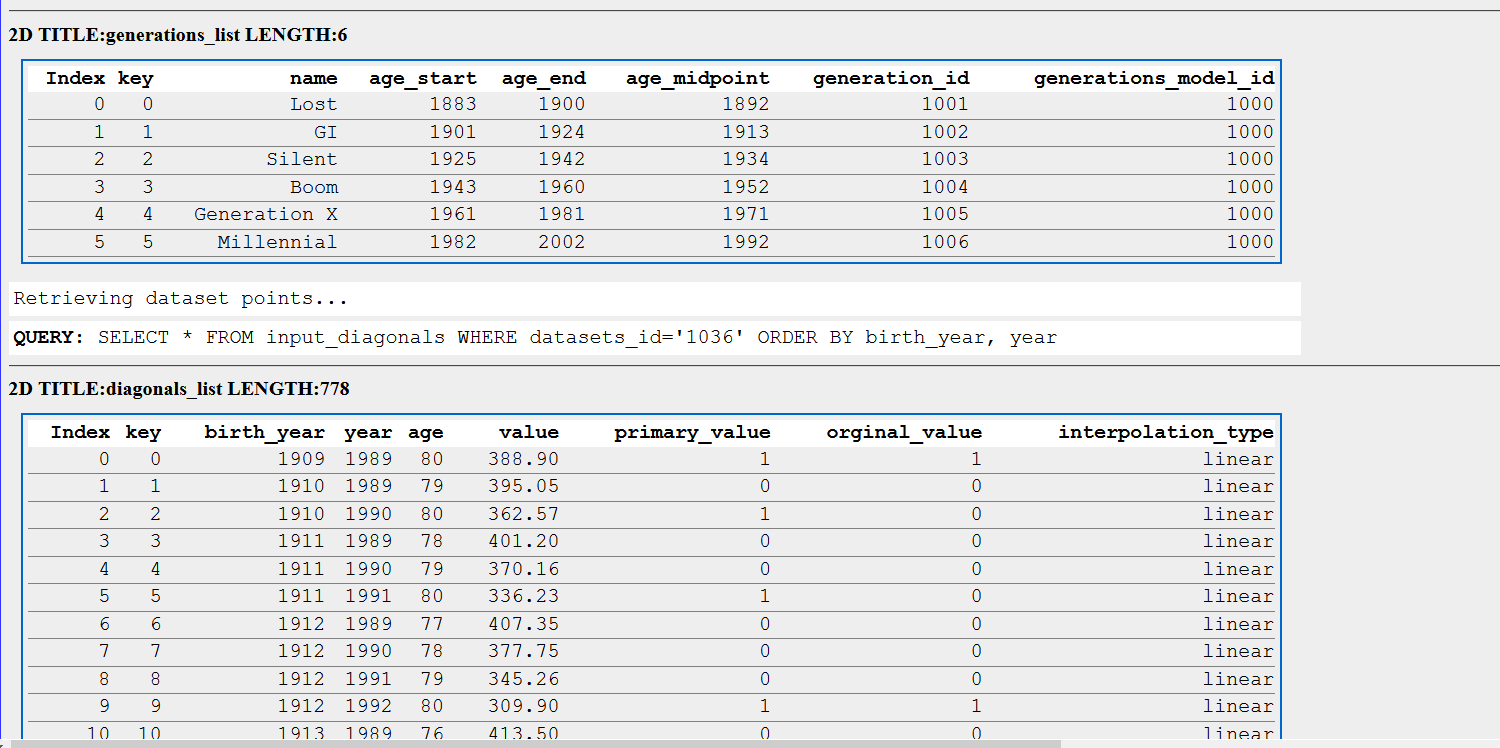 2D TITLE:generations_list LENGTH:6
Index key name age_start age_end age_midpoint generation_id generations_model_id
0 0 Lost 1883 1900 1892 1001 1000
1 1 GI 1901 1924 1913 1002 1000
2 2 Silent 1925 1942 1934 1003 1000
3 3 Boom 1943 1960 1952 1004 1000
4 4 Generation X 1961 1981 1971 1005 1000
5 5 Millennial 1982 2002 1992 1006 1000
Retrieving dataset points...
QUERY: SELECT * FROM input_diagonals WHERE datasets_id='1036' ORDER BY birth_year, year
2D TITLE:diagonals_list LENGTH:778
Index key birth_year year age value primary_value orginal_value interpolation_type
0 0 1909 1989 80 388.90 1 1 linear
1 1 1910 1989 79 395.05 0 0 linear
2 2 1910 1990 80 362.57 1 0 linear
3 3 1911 1989 78 401.20 0 0 linear
4 4 1911 1990 79 370.16 0 0 linear
5 5 1911 1991 80 336.23 1 0 linear
6 6 1912 1989 77 407.35 0 0 linear
7 7 1912 1990 78 377.75 0 0 linear
8 8 1912 1991 79 345.26 0 0 linear
9 9 1912 1992 80 309.90 1 1 linear
10 10 1913 1989 76 413.50 0 0 linear